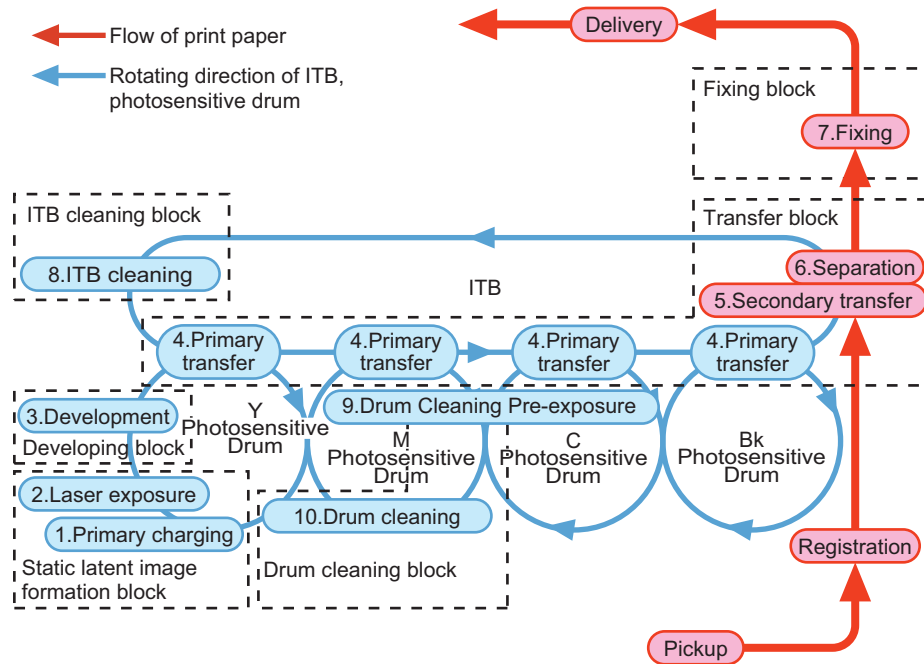 Delivery
Flow of print paper
Rotating direction of ITB,
photosensitive drum
Fixing block
7.Fixing
ITB cleaning block
Transfer block
8.ITB cleaning
6.Separation
ITB
5.Secondary transfer
4.Primary
transfer
4.Primary
transfer
4.Primary
transfer
4.Primary
transfer
3.Development
Developing block
Y
Photosensitive
Drum
9.Drum Cleaning Pre-exposure
M
Photosensitive
Drum
C
Photosensitive
Drum
Bk
Photosensitive
Drum
2.Laser exposure
1.Primary charging
Static latent image
formation block
10.Drum cleaning
Drum cleaning block
Registration
Pickup